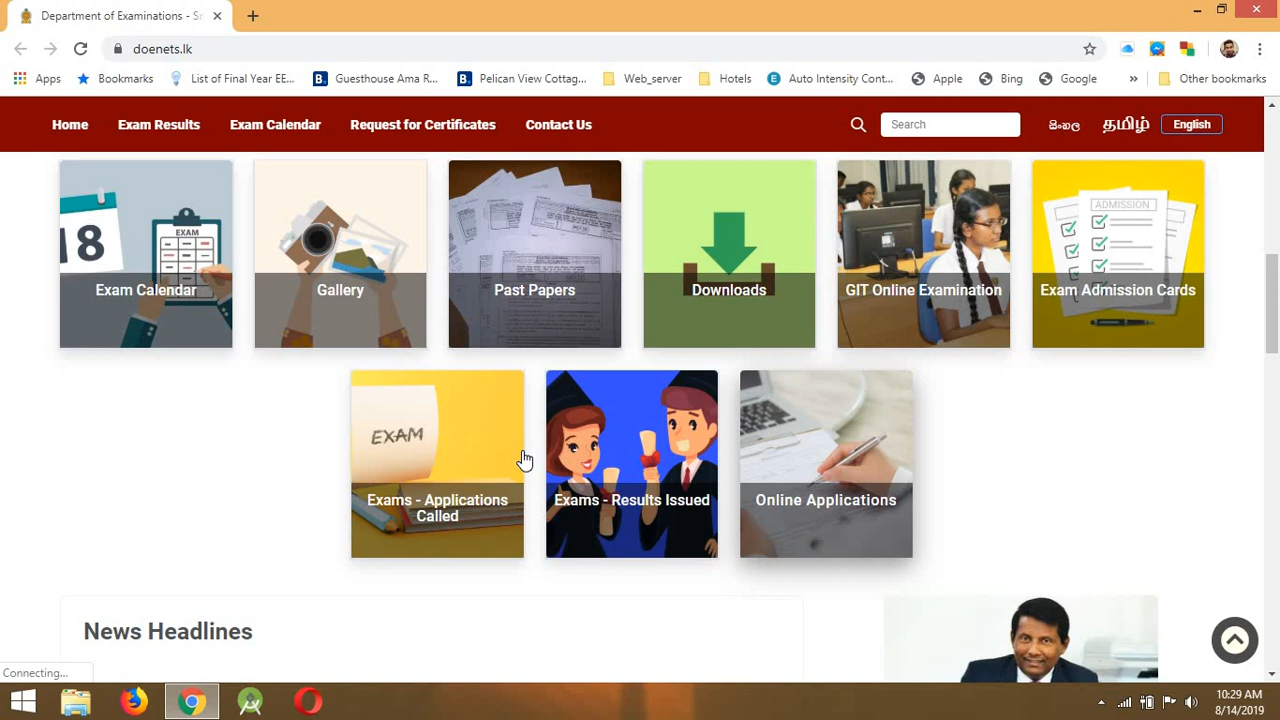 Department of Examinations - Sr
doenets.lk
Apps
Bookmarks
List of Final Year EE...
Guesthouse Ama R...
Pelican View Cottag...
Web_server
Hotels
Auto Intensity Cont...
Apple
Bing
Google
»
Other bookmarks
Home
Exam Results
Exam Calendar
Request for Certificates
Contact Us
Search
සිංහල
தமிழ்
English
18
EXAM
ADMISSION
Exam Calendar
Gallery
Past Papers
Downloads
GIT Online Examination
Exam Admission Cards
EXAM
Exams - Applications
Called
Exams - Results Issued
Online Applications
News Headlines
Connecting...
10:29 AM
8/14/2019